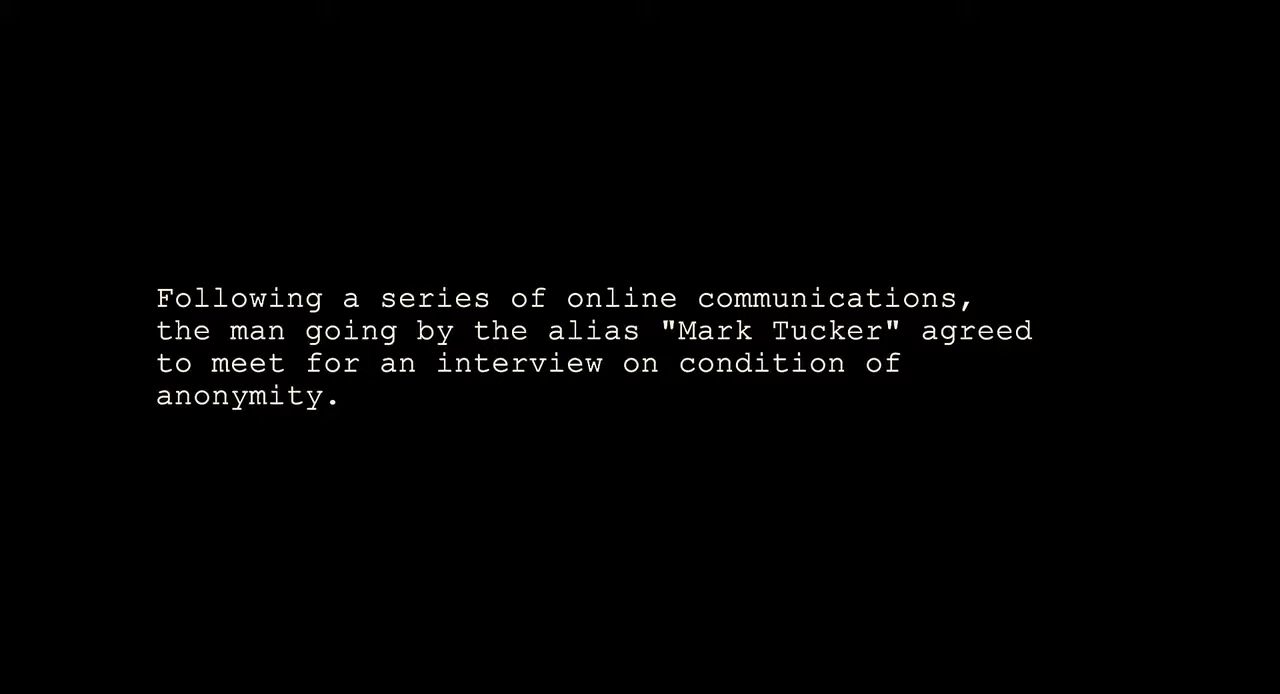 Following a series of online communications,
the man going by the alias "Mark Tucker" agreed
to meet for an interview on condition of
anonymity.